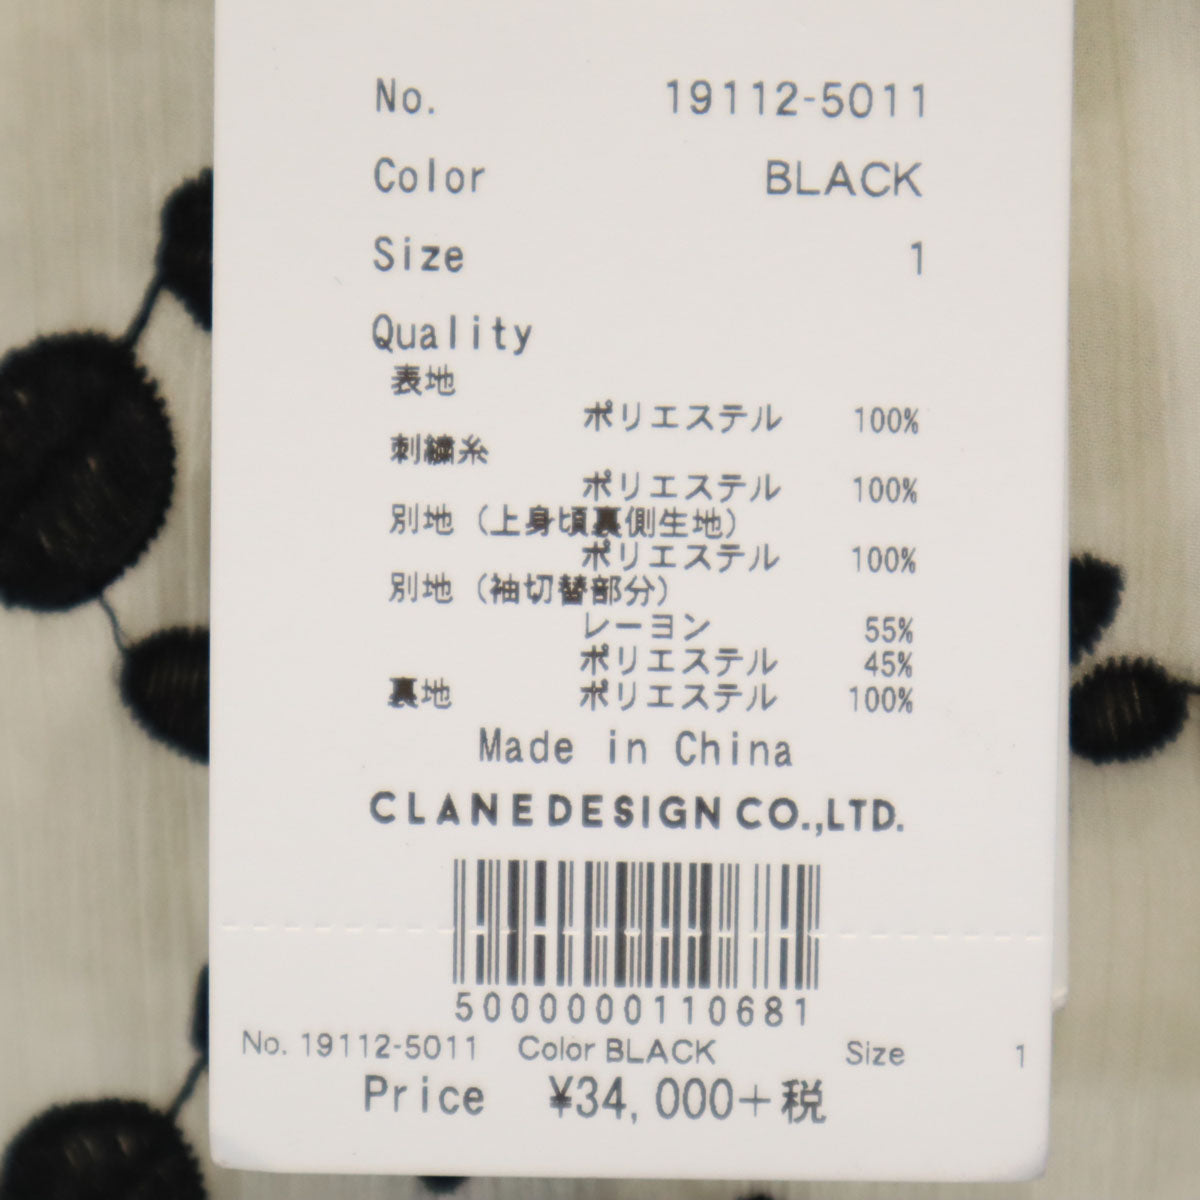 No. 19112-5011
Color BLACK
Size 1
Quality
表地
ポリエステル 100%
刺繍糸
ポリエステル 100%
別地(上身頃裏側生地)
ポリエステル 100%
別地(袖切替部分)
レーヨン 55%
ポリエステル 45%
裏地 ポリエステル 100%
Made in China
CLANE DESIGN CO.,LTD.
5000000110681
No. 19112-5011 Color BLACK Size 1
Price ¥34,000+税